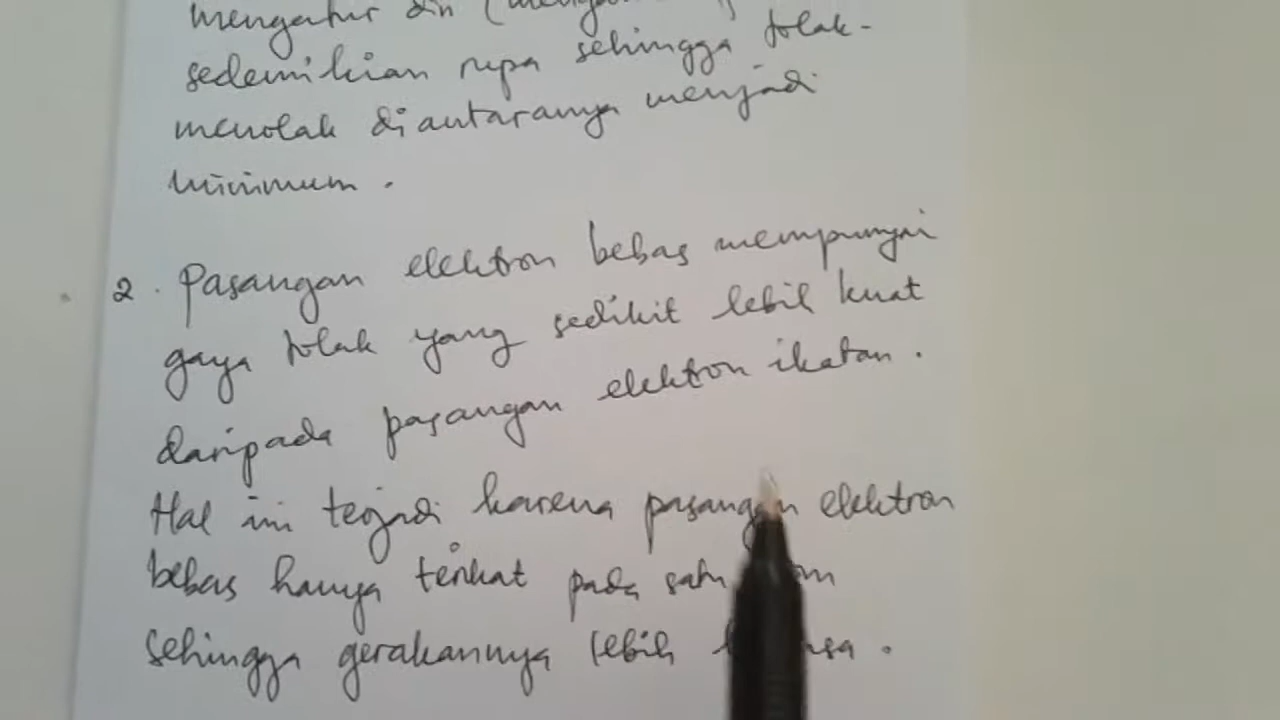 mengatur diri
sedemikian rupa sehingga tolak-
menolak diantaranya menjadi
minimum.
2. Pasangan elektron bebas mempunyai
gaya tolak yang sedikit lebih kuat
daripada pasangan elektron ikatan.
Hal ini terjadi karena pasangan elektron
bebas hanya terikat pada satu
sehingga gerakannya lebih